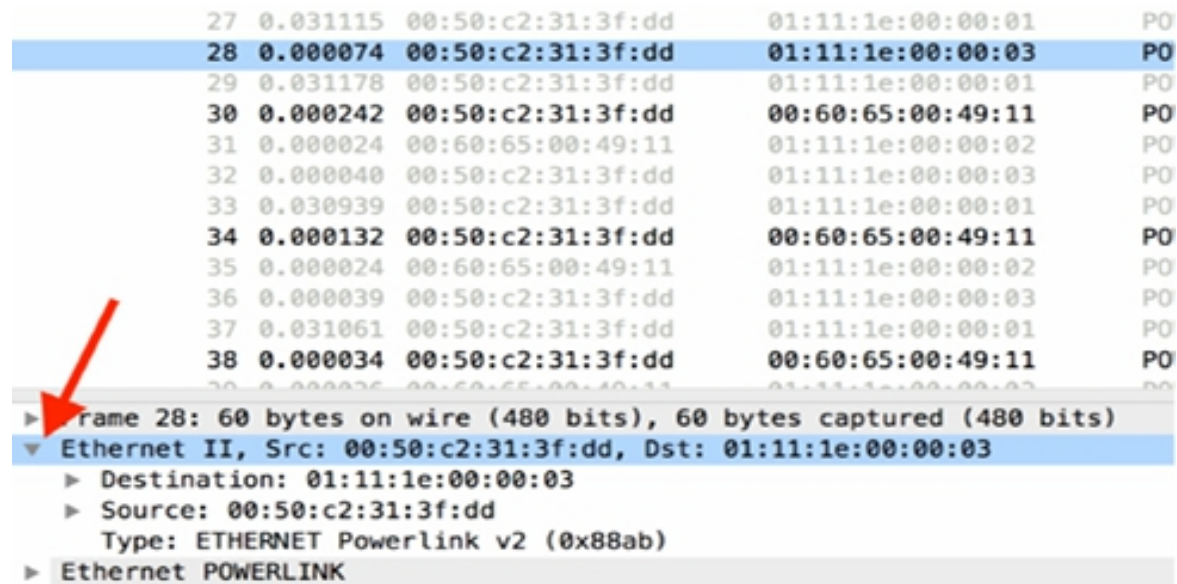 27 0.031115 00:50:c2:31:3f:dd 01:11:1e:00:00:01 PO
28 0.000074 00:50:c2:31:3f:dd 01:11:1e:00:00:03 PO
29 0.031178 00:50:c2:31:3f:dd 01:11:1e:00:00:01 PO
30 0.000242 00:50:c2:31:3f:dd 00:60:65:00:49:11 PO
31 0.000024 00:60:65:00:49:11 01:11:1e:00:00:02 PO
32 0.000040 00:50:c2:31:3f:dd 01:11:1e:00:00:03 PO
33 0.030939 00:50:c2:31:3f:dd 01:11:1e:00:00:01 PO
34 0.000132 00:50:c2:31:3f:dd 00:60:65:00:49:11 PO
35 0.000024 00:60:65:00:49:11 01:11:1e:00:00:02 PO
36 0.000039 00:50:c2:31:3f:dd 01:11:1e:00:00:03 PO
37 0.031061 00:50:c2:31:3f:dd 01:11:1e:00:00:01 PO
38 0.000034 00:50:c2:31:3f:dd 00:60:65:00:49:11 PO
rame 28: 60 bytes on wire (480 bits), 60 bytes captured (480 bits)
Ethernet II, Src: 00:50:c2:31:3f:dd, Dst: 01:11:1e:00:00:03
Destination: 01:11:1e:00:00:03
Source: 00:50:c2:31:3f:dd
Type: ETHERNET Powerlink v2 (0x88ab)
Ethernet POWERLINK